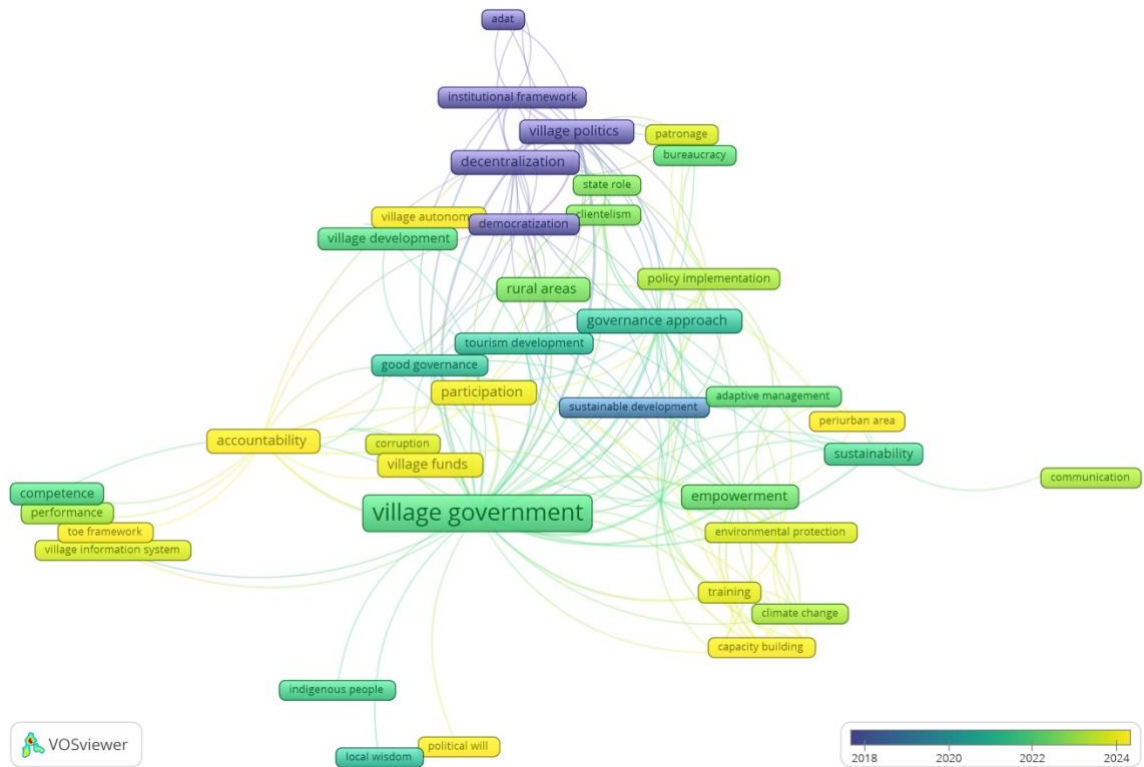 adat
institutional framework
village politics
patronage
bureaucracy
decentralization
state role
clientelism
village autonom
democratization
village development
policy implementation
rural areas
governance approach
tourism development
good governance
participation
adaptive management
sustainable development
periurban area
accountability
corruption
sustainability
village funds
communication
competence
empowerment
performance
village government
toe framework
environmental protection
village information system
training
climate change
capacity building
indigenous people
political will
local wisdom
VOSviewer
2018 2020 2022 2024